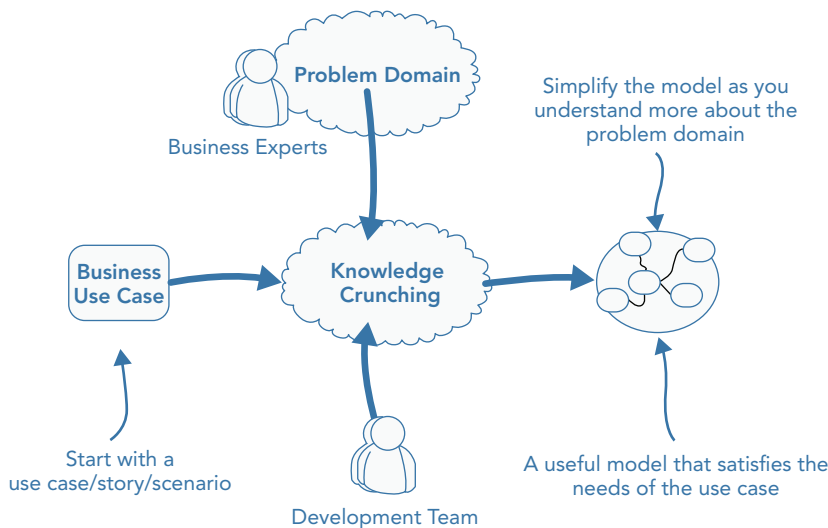 Problem Domain
Business Experts
Simplify the model as you
understand more about the
problem domain
Business
Use Case
Knowledge
Crunching
Start with a
use case/story/scenario
Development Team
A useful model that satisfies the
needs of the use case